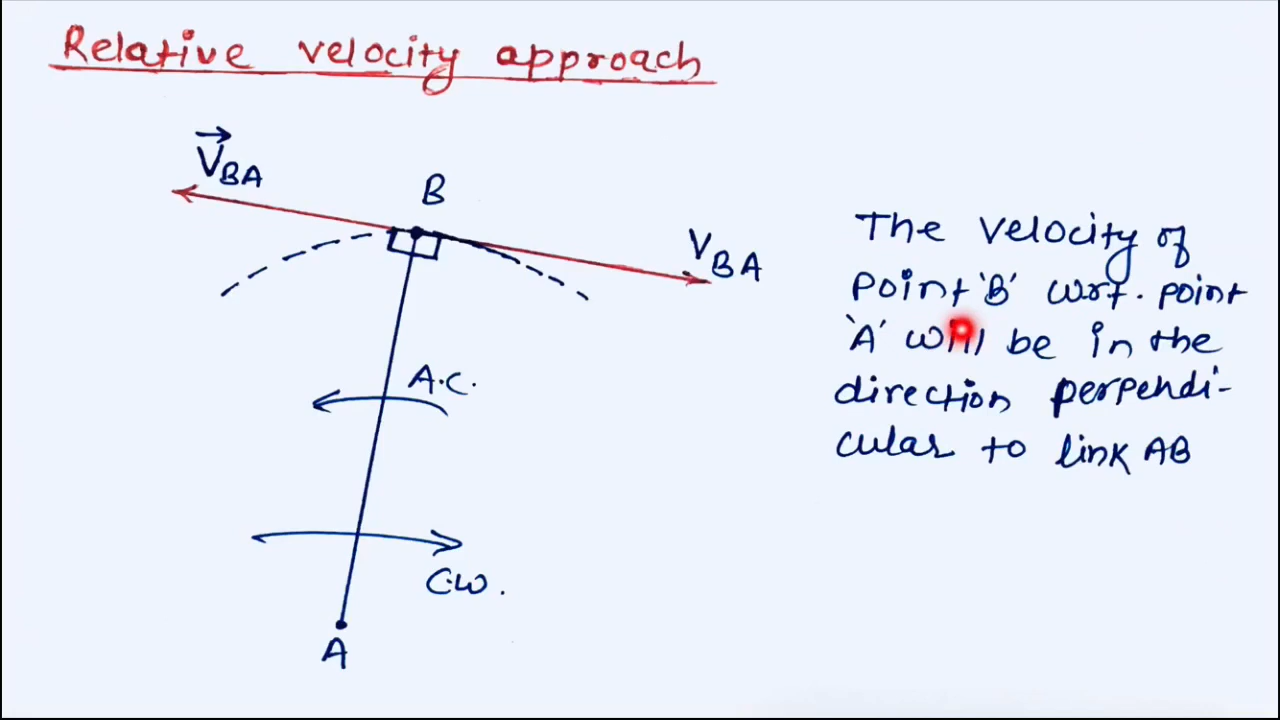 Relative velocity approach
V⃗BA
B
VBA
A.C.
C.W.
A
The velocity of
point 'B' wrt. point
'A' will be in the
direction perpendi-
cular to link AB